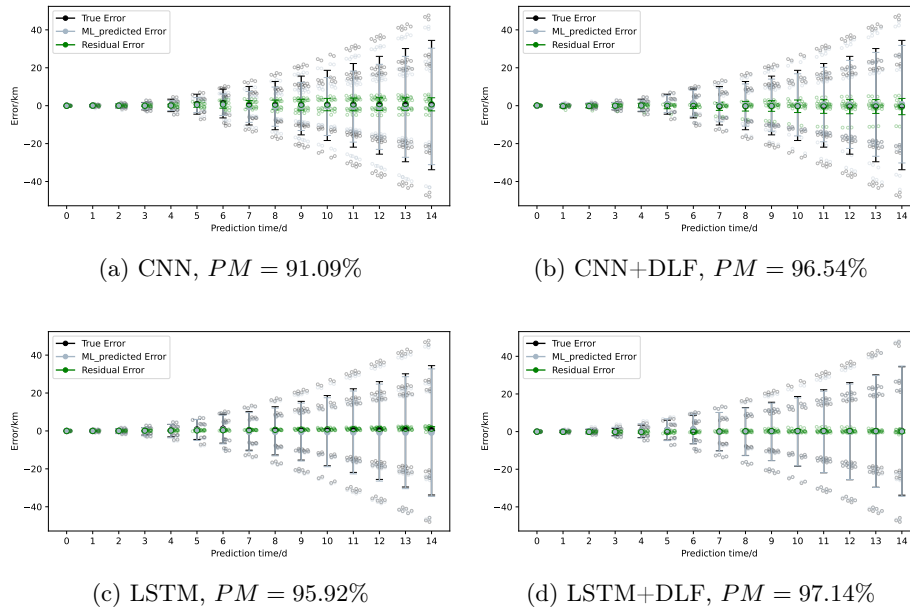 True Error
ML_predicted Error
Residual Error
Error/km
40
20
0
−20
−40
0 1 2 3 4 5 6 7 8 9 10 11 12 13 14
Prediction time/d
(a) CNN, PM = 91.09%
True Error
ML_predicted Error
Residual Error
Error/km
40
20
0
−20
−40
0 1 2 3 4 5 6 7 8 9 10 11 12 13 14
Prediction time/d
(b) CNN+DLF, PM = 96.54%
True Error
ML_predicted Error
Residual Error
Error/km
40
20
0
−20
−40
0 1 2 3 4 5 6 7 8 9 10 11 12 13 14
Prediction time/d
(c) LSTM, PM = 95.92%
True Error
ML_predicted Error
Residual Error
Error/km
40
20
0
−20
−40
0 1 2 3 4 5 6 7 8 9 10 11 12 13 14
Prediction time/d
(d) LSTM+DLF, PM = 97.14%